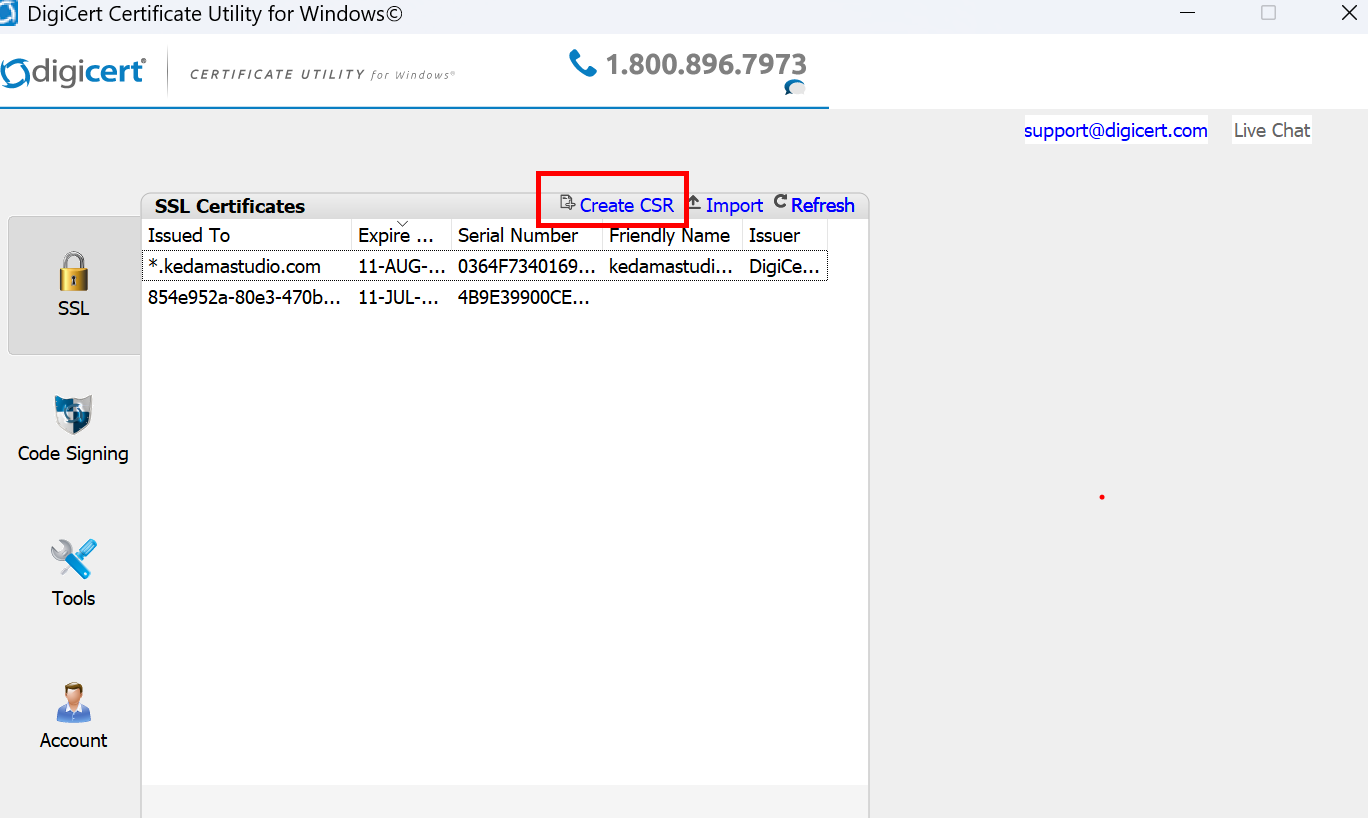 DigiCert Certificate Utility for Windows©
digicert® CERTIFICATE UTILITY for Windows® 1.800.896.7973
support@digicert.com Live Chat
SSL Certificates Create CSR Import Refresh
Issued To Expire ... Serial Number Friendly Name Issuer
*.kedamastudio.com 11-AUG-... 0364F7340169... kedamastudi... DigiCe...
854e952a-80e3-470b... 11-JUL-... 4B9E39900CE...
SSL
Code Signing
Tools
Account